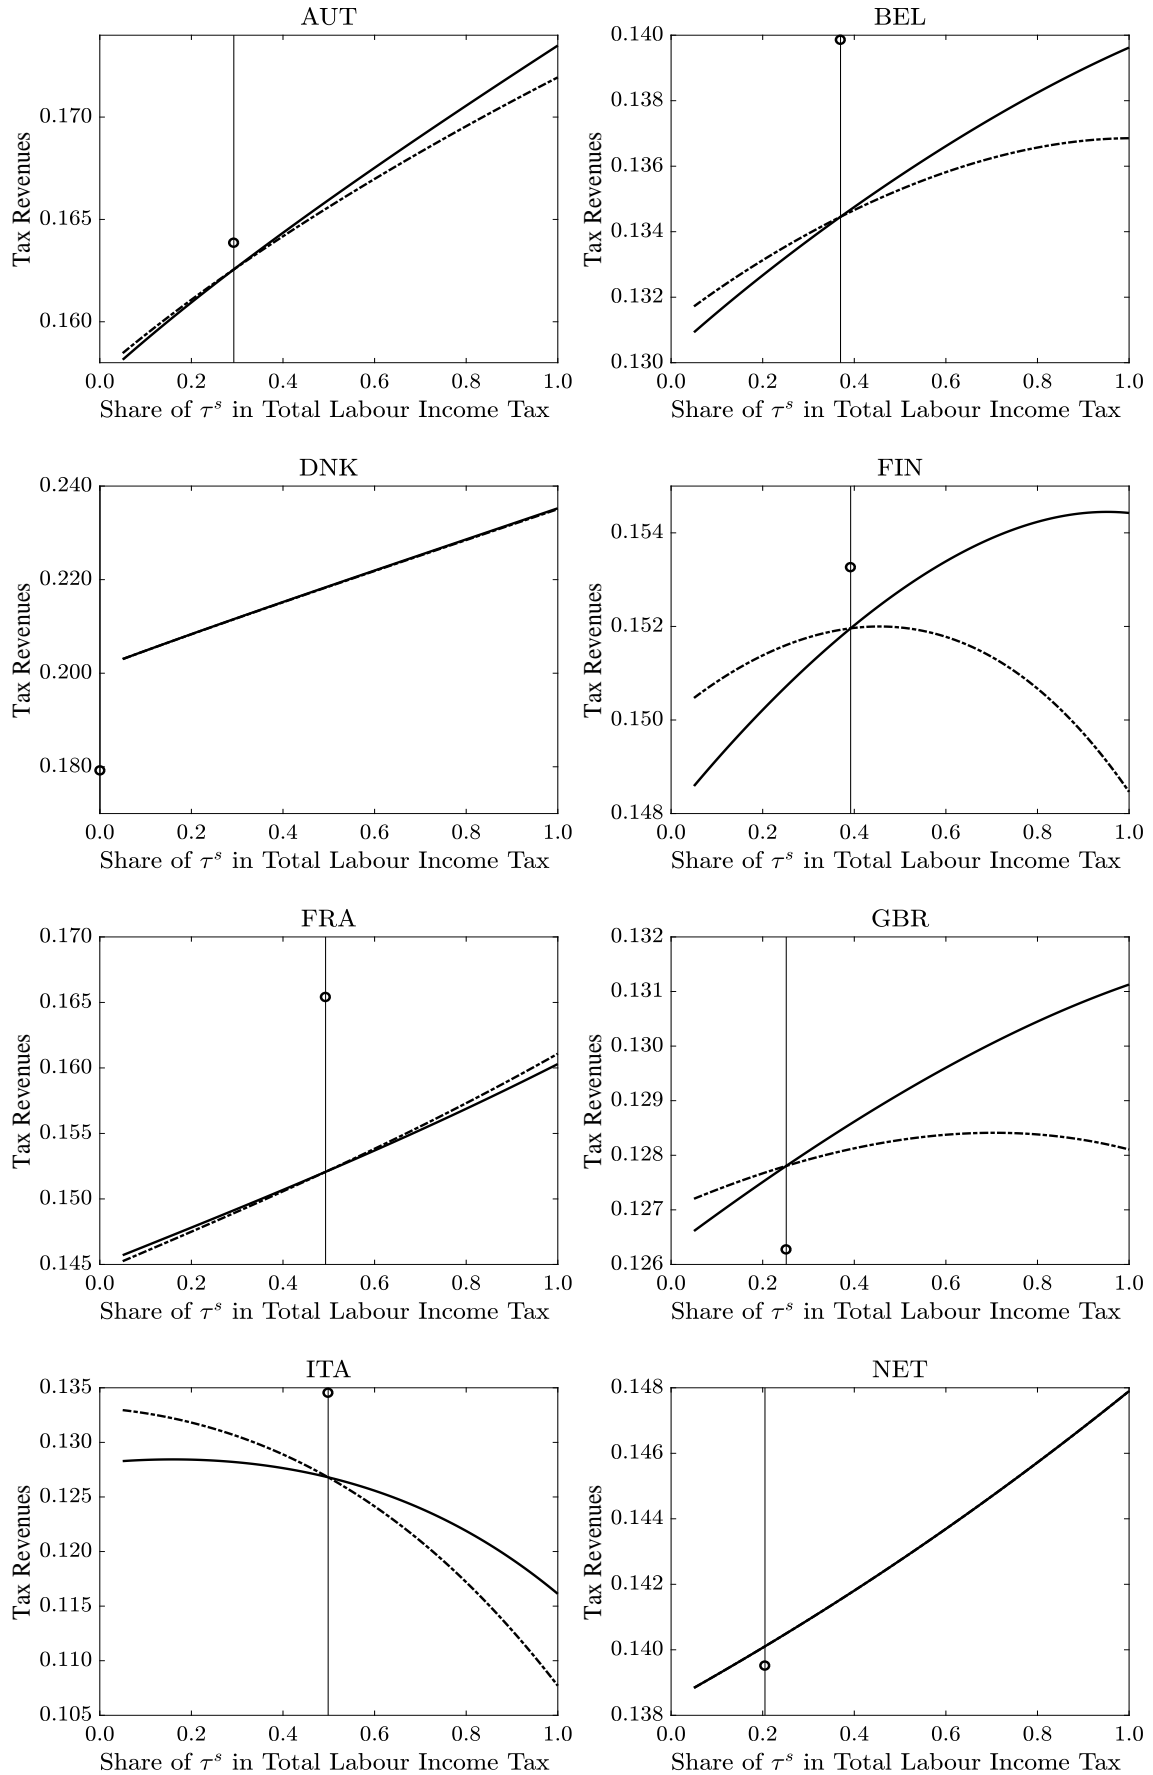 AUT
Tax Revenues
0.170
0.165
0.160
0.0 0.2 0.4 0.6 0.8 1.0
Share of τ^s in Total Labour Income Tax
BEL
Tax Revenues
0.140
0.138
0.136
0.134
0.132
0.130
0.0 0.2 0.4 0.6 0.8 1.0
Share of τ^s in Total Labour Income Tax
DNK
Tax Revenues
0.240
0.220
0.200
0.180
0.0 0.2 0.4 0.6 0.8 1.0
Share of τ^s in Total Labour Income Tax
FIN
Tax Revenues
0.154
0.152
0.150
0.148
0.0 0.2 0.4 0.6 0.8 1.0
Share of τ^s in Total Labour Income Tax
FRA
Tax Revenues
0.170
0.165
0.160
0.155
0.150
0.145
0.0 0.2 0.4 0.6 0.8 1.0
Share of τ^s in Total Labour Income Tax
GBR
Tax Revenues
0.132
0.131
0.130
0.129
0.128
0.127
0.126
0.0 0.2 0.4 0.6 0.8 1.0
Share of τ^s in Total Labour Income Tax
ITA
Tax Revenues
0.135
0.130
0.125
0.120
0.115
0.110
0.105
0.0 0.2 0.4 0.6 0.8 1.0
Share of τ^s in Total Labour Income Tax
NET
Tax Revenues
0.148
0.146
0.144
0.142
0.140
0.138
0.0 0.2 0.4 0.6 0.8 1.0
Share of τ^s in Total Labour Income Tax